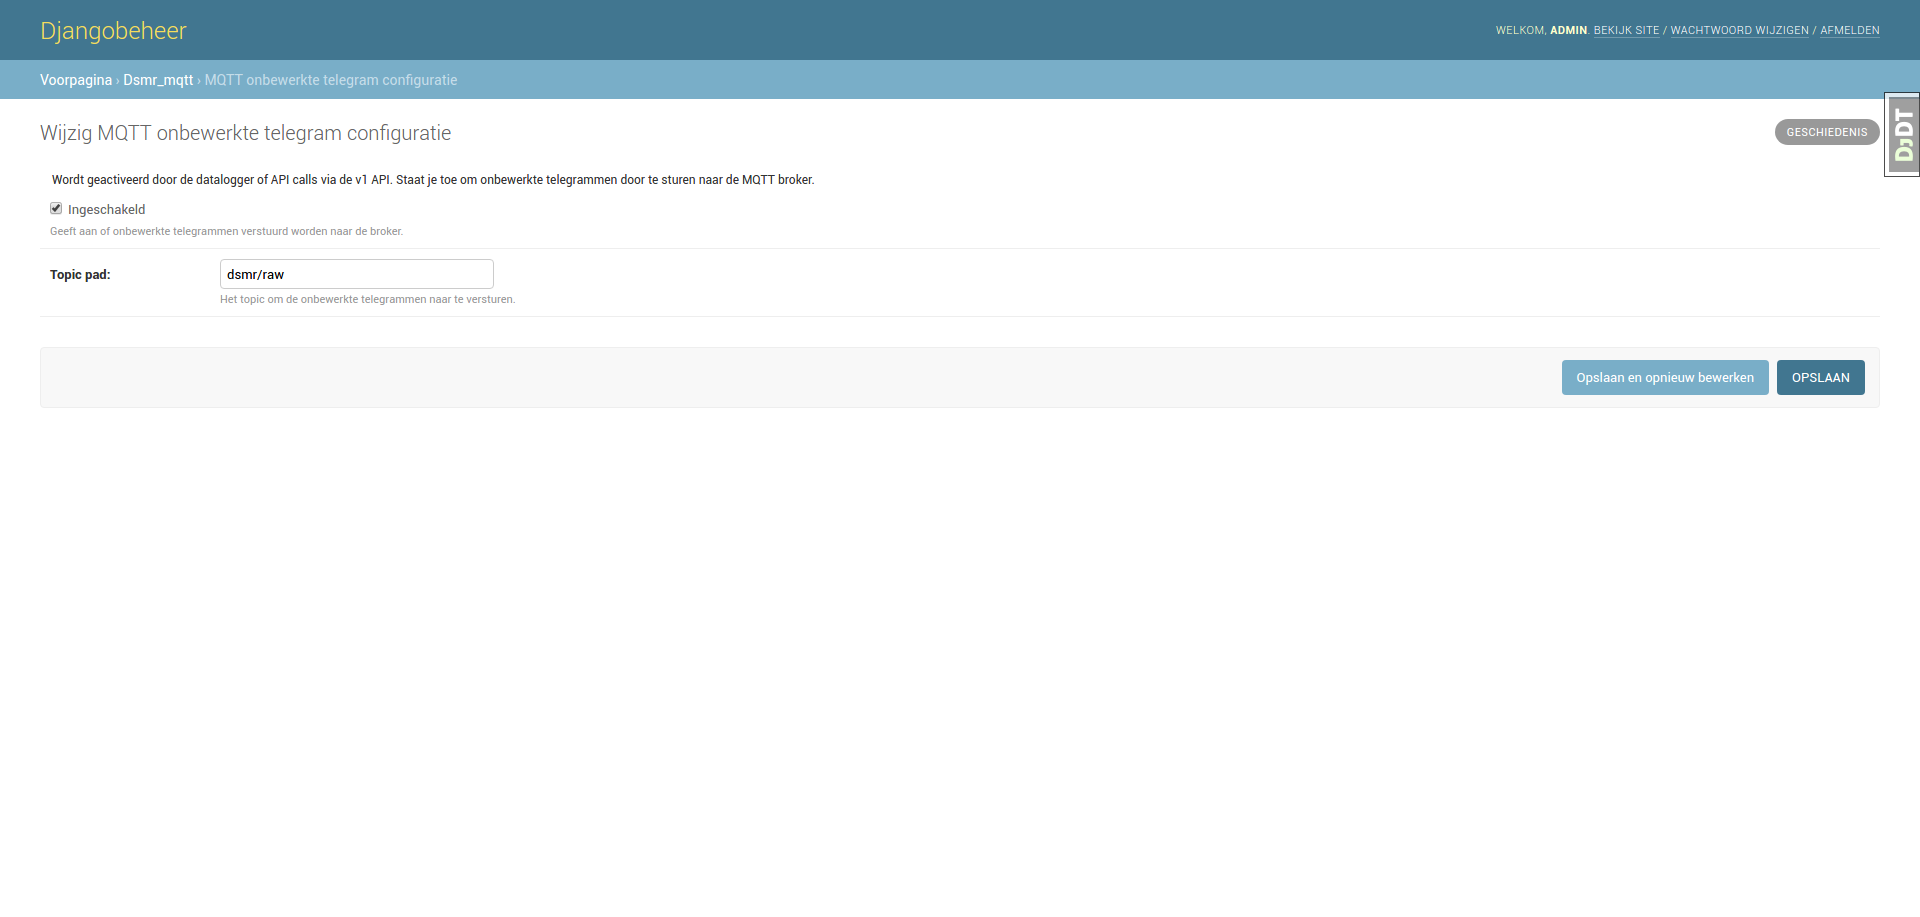 Djangobeheer
WELKOM, ADMIN. BEKIJK SITE / WACHTWOORD WIJZIGEN / AFMELDEN
Voorpagina › Dsmr_mqtt › MQTT onbewerkte telegram configuratie
DjDT
Wijzig MQTT onbewerkte telegram configuratie
GESCHIEDENIS
Wordt geactiveerd door de datalogger of API calls via de v1 API. Staat je toe om onbewerkte telegrammen door te sturen naar de MQTT broker.
Ingeschakeld
Geeft aan of onbewerkte telegrammen verstuurd worden naar de broker.
Topic pad:
dsmr/raw
Het topic om de onbewerkte telegrammen naar te versturen.
Opslaan en opnieuw bewerken
OPSLAAN